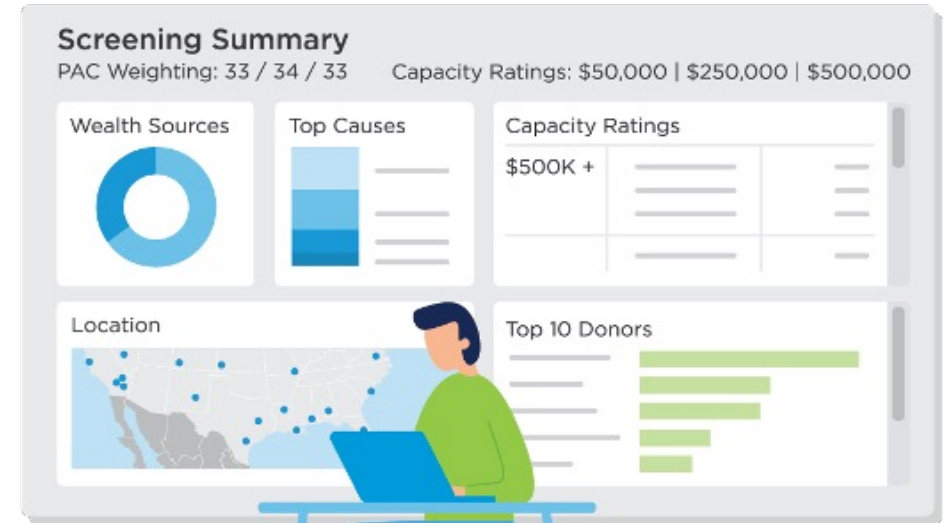 Screening Summary
PAC Weighting: 33 / 34 / 33 Capacity Ratings: $50,000 | $250,000 | $500,000
Wealth Sources
Top Causes
Capacity Ratings
$500K +
Location
Top 10 Donors